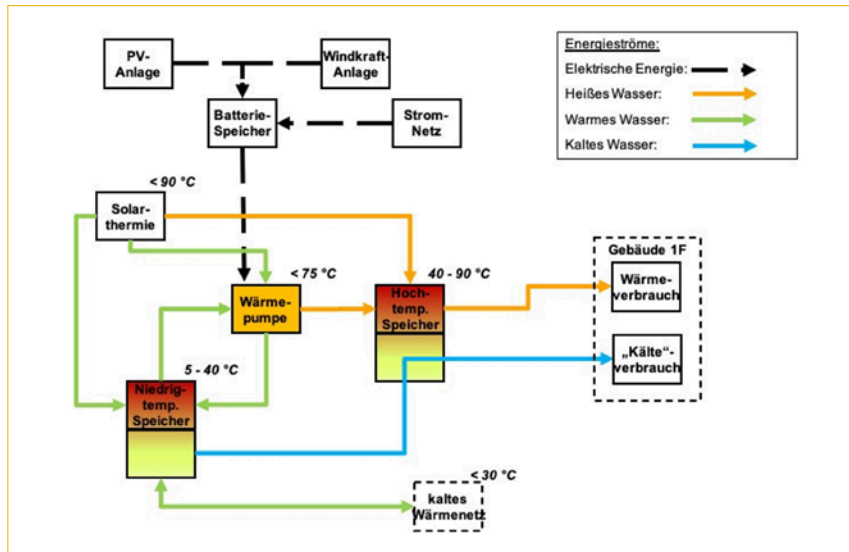 PV-
Anlage
Windkraft-
Anlage
Batterie-
Speicher
Strom-
Netz
Energieströme:
Elektrische Energie:
Heißes Wasser:
Warmes Wasser:
Kaltes Wasser:
< 90 °C
Solar-
thermie
< 75 °C
Wärme-
pumpe
40 - 90 °C
Hoch-
temp.
Speicher
Gebäude 1F
Wärme-
verbrauch
„Kälte“-
verbrauch
5 - 40 °C
Niedrig-
temp.
Speicher
< 30 °C
kaltes
Wärmenetz